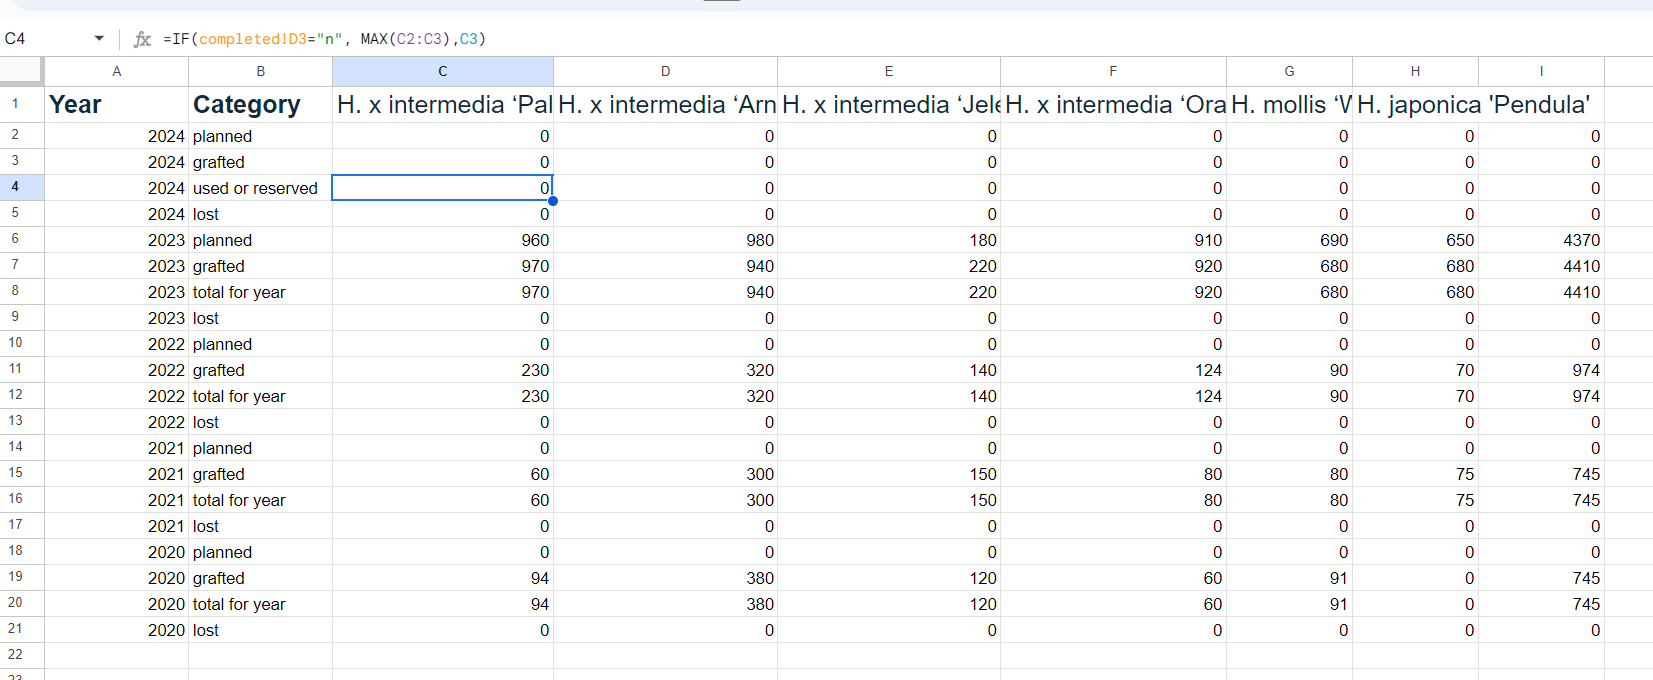 C4 fx =IF(completed!D3="n", MAX(C2:C3),C3)
A B C D E F G H I
1 Year Category H. x intermedia ‘Pal H. x intermedia ‘Arn H. x intermedia ‘Jele H. x intermedia ‘Ora H. mollis ‘W H. japonica 'Pendula'
2 2024 planned 0 0 0 0 0 0 0
3 2024 grafted 0 0 0 0 0 0 0
4 2024 used or reserved 0 0 0 0 0 0 0
5 2024 lost 0 0 0 0 0 0 0
6 2023 planned 960 980 180 910 690 650 4370
7 2023 grafted 970 940 220 920 680 680 4410
8 2023 total for year 970 940 220 920 680 680 4410
9 2023 lost 0 0 0 0 0 0 0
10 2022 planned 0 0 0 0 0 0 0
11 2022 grafted 230 320 140 124 90 70 974
12 2022 total for year 230 320 140 124 90 70 974
13 2022 lost 0 0 0 0 0 0 0
14 2021 planned 0 0 0 0 0 0 0
15 2021 grafted 60 300 150 80 80 75 745
16 2021 total for year 60 300 150 80 80 75 745
17 2021 lost 0 0 0 0 0 0 0
18 2020 planned 0 0 0 0 0 0 0
19 2020 grafted 94 380 120 60 91 0 745
20 2020 total for year 94 380 120 60 91 0 745
21 2020 lost 0 0 0 0 0 0 0
22
23